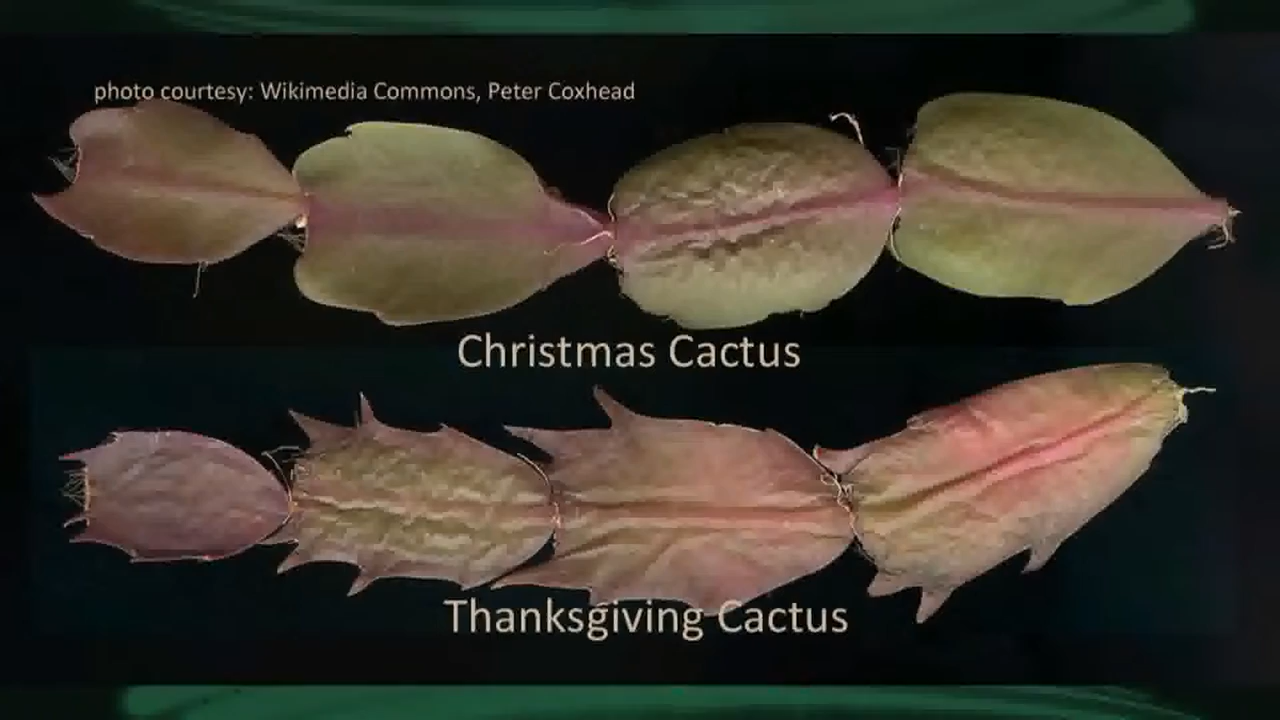 photo courtesy: Wikimedia Commons, Peter Coxhead
Christmas Cactus
Thanksgiving Cactus